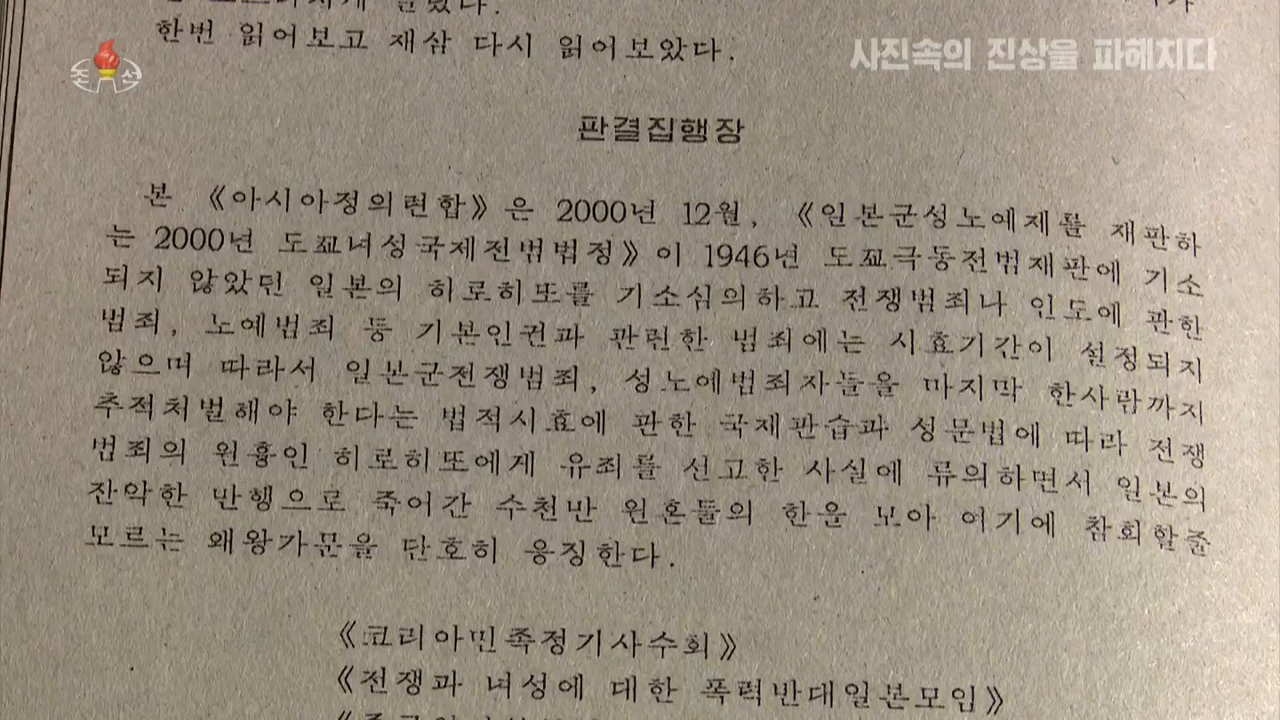 한번 읽어보고 재삼 다시 읽어보았다.
사진속의 진상을 파헤치다
조선
판결집행장
본 《아시아정의련합》은 2000년 12월, 《일본군성노예제를 재판하
는 2000년 도꾜녀성국제전범법정》이 1946년 도꾜극동전범재판에 기소
되지 않았던 일본의 히로히또를 기소심의하고 전쟁범죄나 인도에 관한
범죄, 노예범죄 등 기본인권과 관련한 범죄에는 시효기간이 설정되지
않으며 따라서 일본군전쟁범죄, 성노예범죄자들을 마지막 한사람까지
추적처벌해야 한다는 법적시효에 관한 국제관습과 성문법에 따라 전쟁
범죄의 원흉인 히로히또에게 유죄를 선고한 사실에 류의하면서 일본의
잔악한 만행으로 죽어간 수천만 원혼들의 한을 모아 여기에 참회할줄
모르는 왜왕가문을 단호히 응징한다.
《코리아민족정기사수회》
《전쟁과 녀성에 대한 폭력반대일본모임》